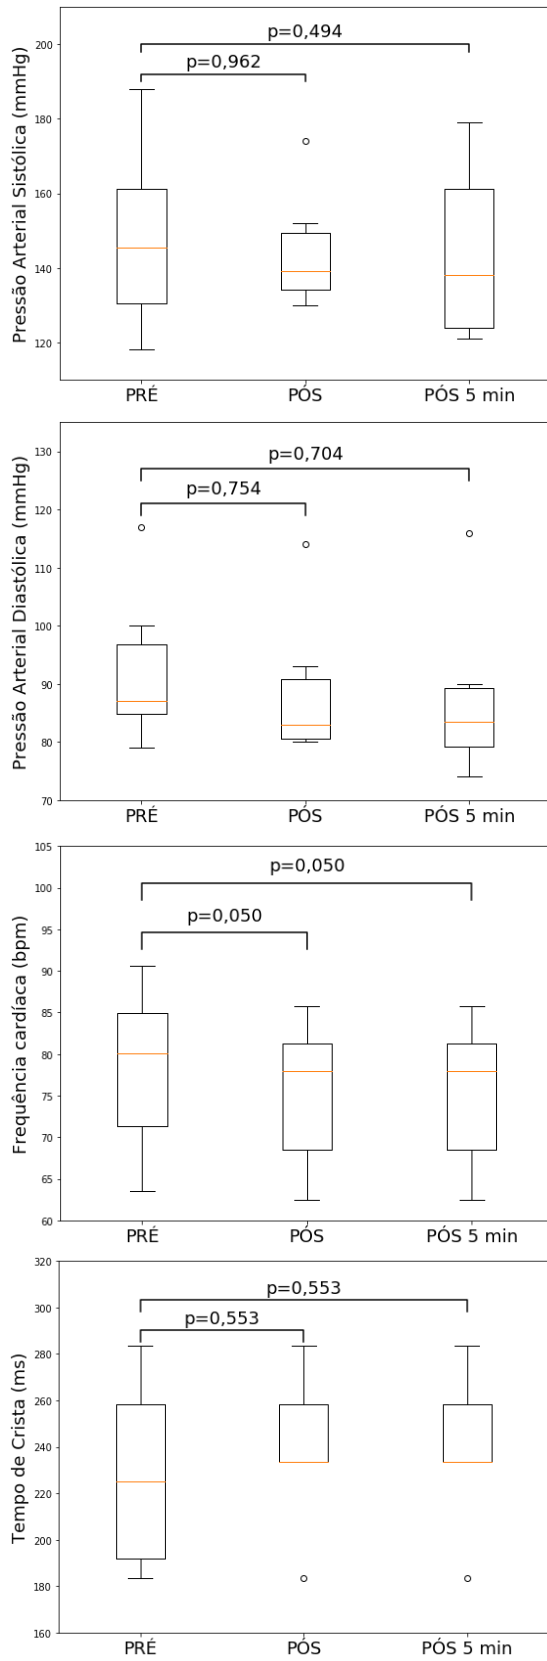 Pressão Arterial Sistólica (mmHg)
200
180
160
140
120
p=0,494
p=0,962
PRÉ PÓS PÓS 5 min
Pressão Arterial Diastólica (mmHg)
130
120
110
100
90
80
70
p=0,704
p=0,754
PRÉ PÓS PÓS 5 min
Frequência cardíaca (bpm)
105
100
95
90
85
80
75
70
65
60
p=0,050
p=0,050
PRÉ PÓS PÓS 5 min
Tempo de Crista (ms)
320
300
280
260
240
220
200
180
160
p=0,553
p=0,553
PRÉ PÓS PÓS 5 min